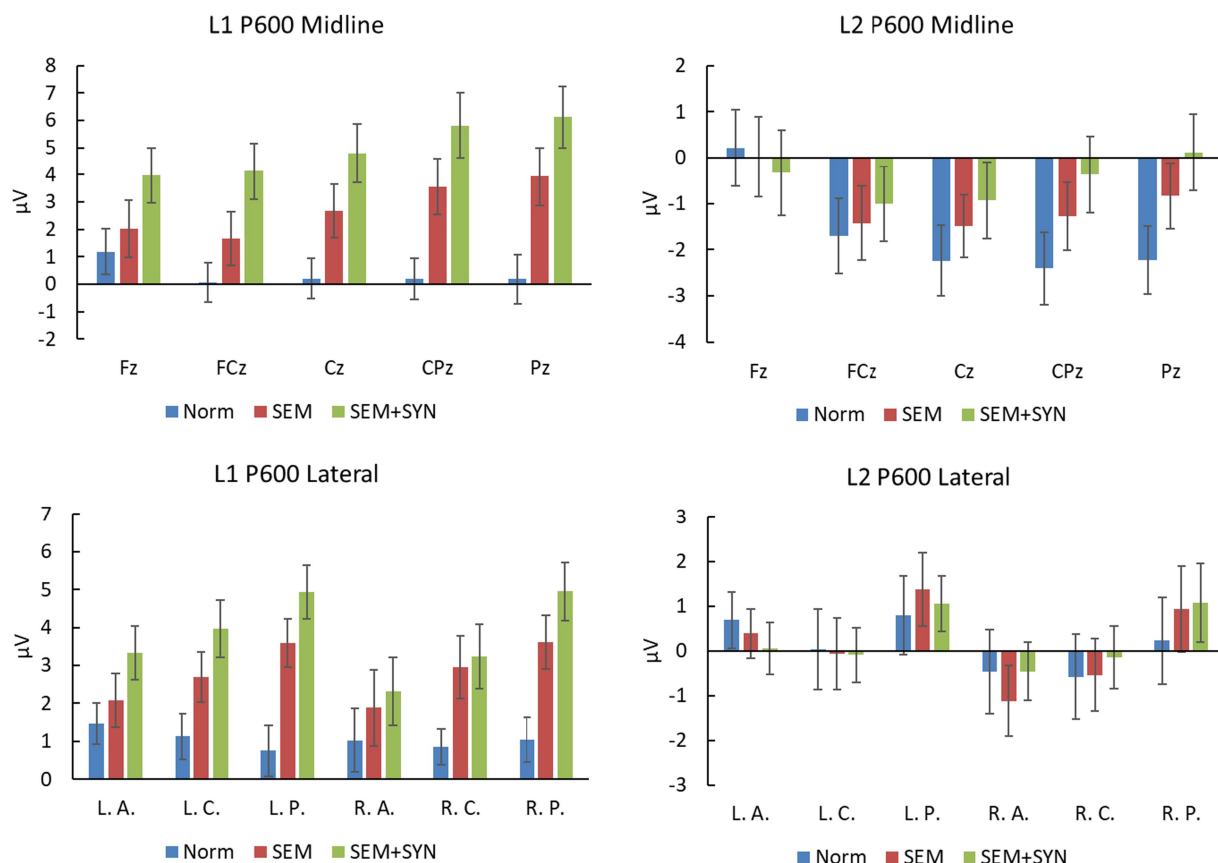 L1 P600 Midline
8
7
6
5
4
3
2
1
0
-1
-2
µV
Fz FCz Cz CPz Pz
Norm SEM SEM+SYN
L2 P600 Midline
2
1
0
-1
-2
-3
-4
µV
Fz FCz Cz CPz Pz
Norm SEM SEM+SYN
L1 P600 Lateral
7
6
5
4
3
2
1
0
µV
L. A. L. C. L. P. R. A. R. C. R. P.
Norm SEM SEM+SYN
L2 P600 Lateral
3
2
1
0
-1
-2
-3
µV
L. A. L. C. L. P. R. A. R. C. R. P.
Norm SEM SEM+SYN